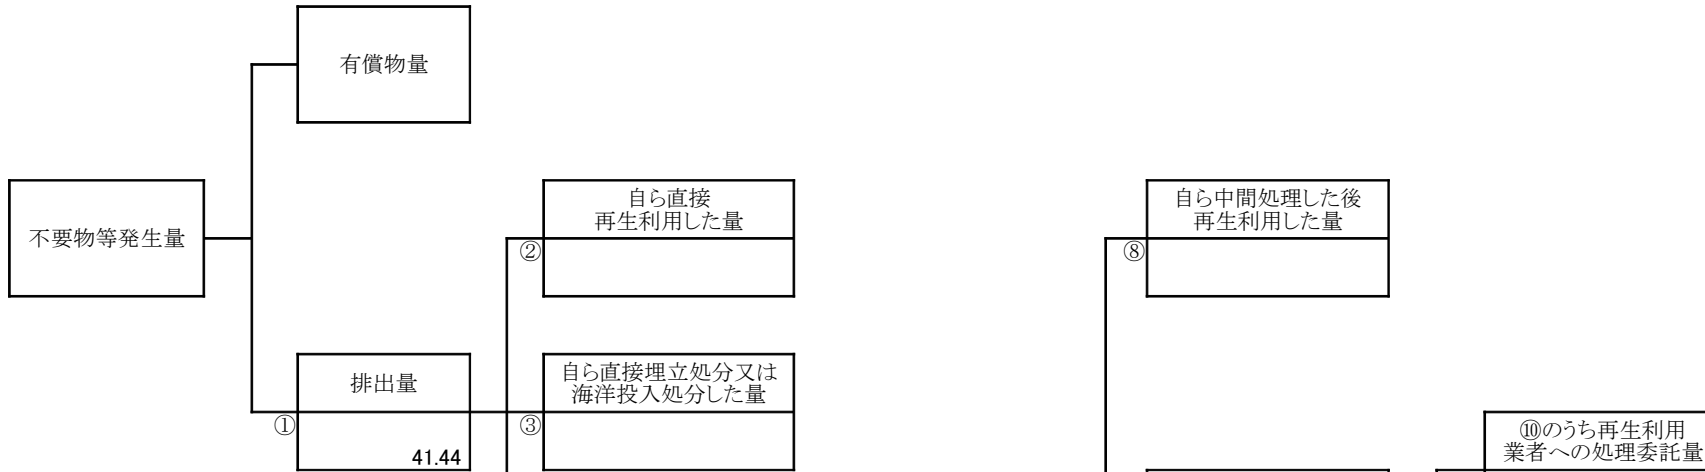 有償物量
不要物等発生量
自ら直接
再生利用した量
②
自ら中間処理した後
再生利用した量
⑧
排出量
①
41.44
自ら直接埋立処分又は
海洋投入処分した量
③
⑩のうち再生利用
業者への処理委託量